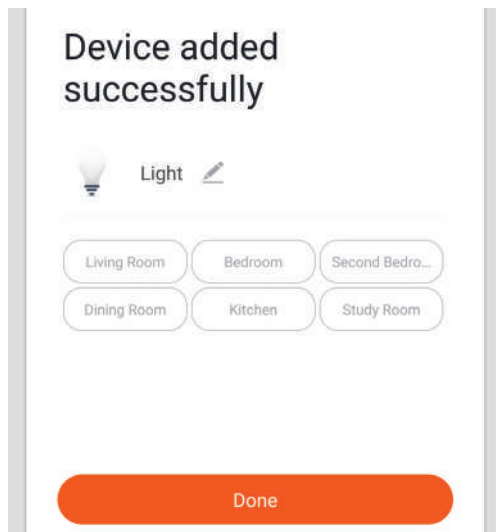 Device added
successfully
Light
Living Room Bedroom Second Bedro...
Dining Room Kitchen Study Room
Done